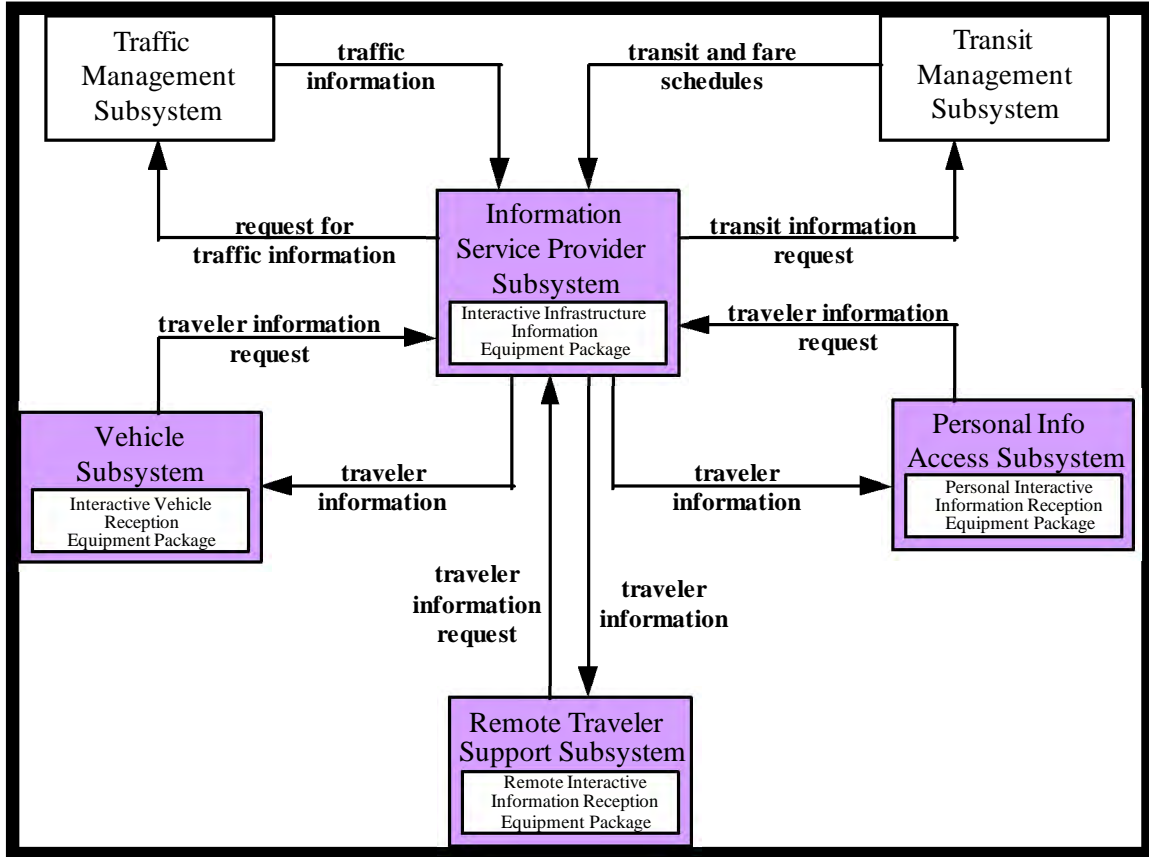 Traffic
Management
Subsystem
traffic
information
transit and fare
schedules
Transit
Management
Subsystem
request for
traffic information
Information
Service Provider
Subsystem
Interactive Infrastructure
Information
Equipment Package
transit information
request
traveler information
request
traveler information
request
Vehicle
Subsystem
Interactive Vehicle
Reception
Equipment Package
traveler
information
traveler
information
Personal Info
Access Subsystem
Personal Interactive
Information Reception
Equipment Package
traveler
information
request
traveler
information
Remote Traveler
Support Subsystem
Remote Interactive
Information Reception
Equipment Package